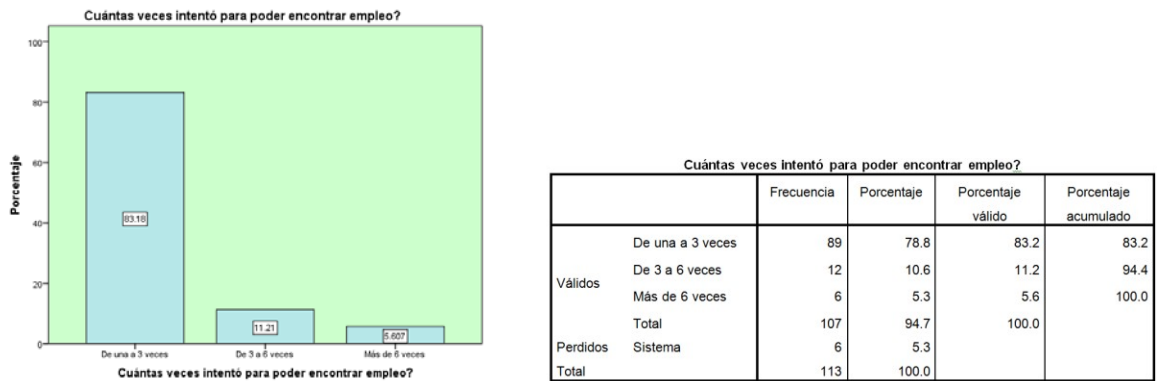 Cuántas veces intentó para poder encontrar empleo?
Porcentaje
100
80
60
40
20
0
83.18
11.21
5.607
De una a 3 veces
De 3 a 6 veces
Más de 6 veces
Cuántas veces intentó para poder encontrar empleo?
Cuántas veces intentó para poder encontrar empleo?
Frecuencia Porcentaje Porcentaje válido Porcentaje acumulado
Válidos
De una a 3 veces 89 78.8 83.2 83.2
De 3 a 6 veces 12 10.6 11.2 94.4
Más de 6 veces 6 5.3 5.6 100.0
Total 107 94.7 100.0
Perdidos Sistema 6 5.3
Total 113 100.0